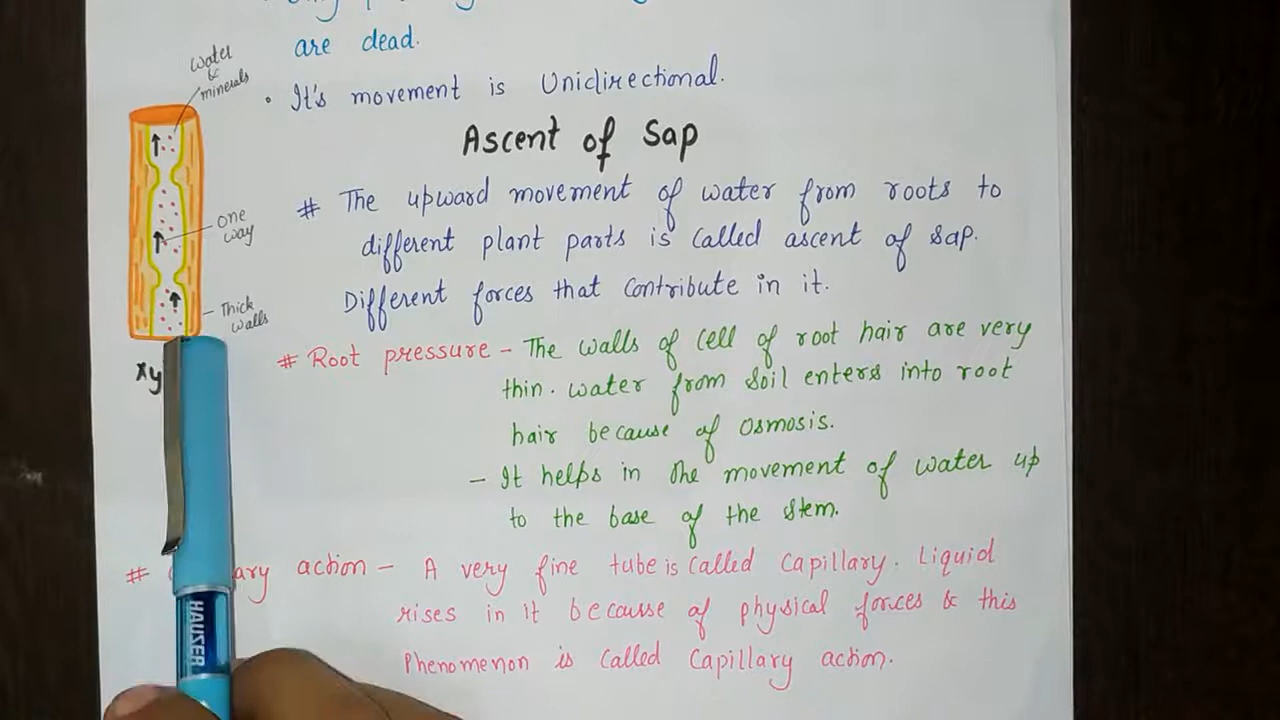 are dead.
water
&
minerals
• It's movement is Unidirectional.
Ascent of Sap
# The upward movement of water from roots to
one
way
different plant parts is called ascent of sap.
Different forces that contribute in it.
Thick
walls
# Root pressure - The walls of cell of root hair are very
thin. water from soil enters into root
hair because of osmosis.
- It helps in the movement of water up
to the base of the stem.
# action - A very fine tube is called Capillary. Liquid
rises in it because of physical forces & this
Phenomenon is called Capillary action.
HAUSER